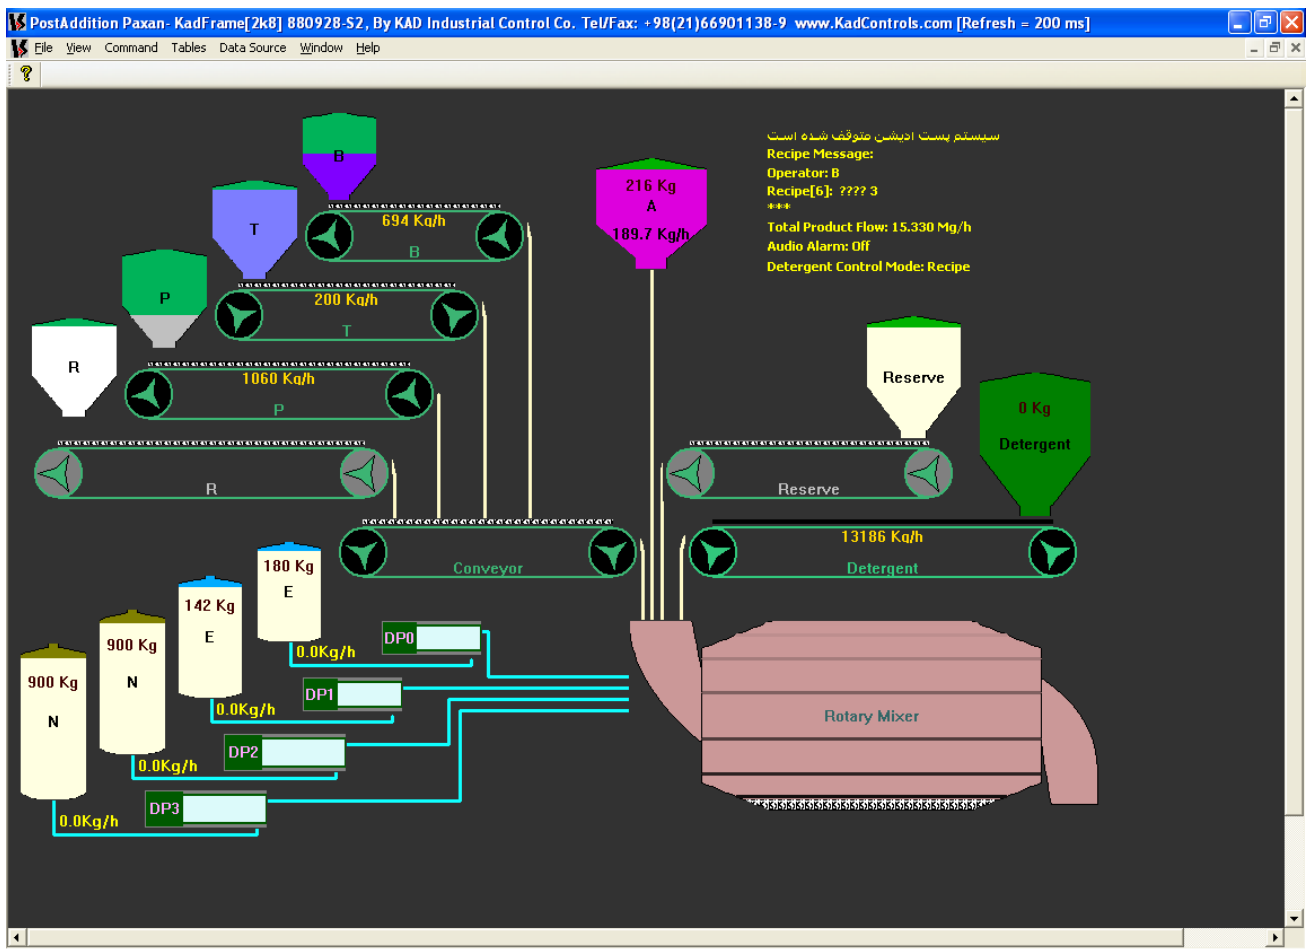 PostAddition Paxan- KadFrame[2k8] 880928-S2, By KAD Industrial Control Co. Tel/Fax: +98(21)66901138-9 www.KadControls.com [Refresh = 200 ms]
File View Command Tables Data Source Window Help
سیستم پست ادیشن متوقف شده است
Recipe Message:
Operator: B
Recipe[6]: ???? 3
***
Total Product Flow: 15.330 Mg/h
Audio Alarm: Off
Detergent Control Mode: Recipe
B
694 Kg/h
B
T
200 Kg/h
T
P
1060 Kg/h
P
R
R
216 Kg
A
189.7 Kg/h
Reserve
Reserve
0 Kg
Detergent
13186 Kg/h
Detergent
Conveyor
180 Kg
E
0.0Kg/h
DP0
142 Kg
E
0.0Kg/h
DP1
900 Kg
N
0.0Kg/h
DP2
900 Kg
N
0.0Kg/h
DP3
Rotary Mixer